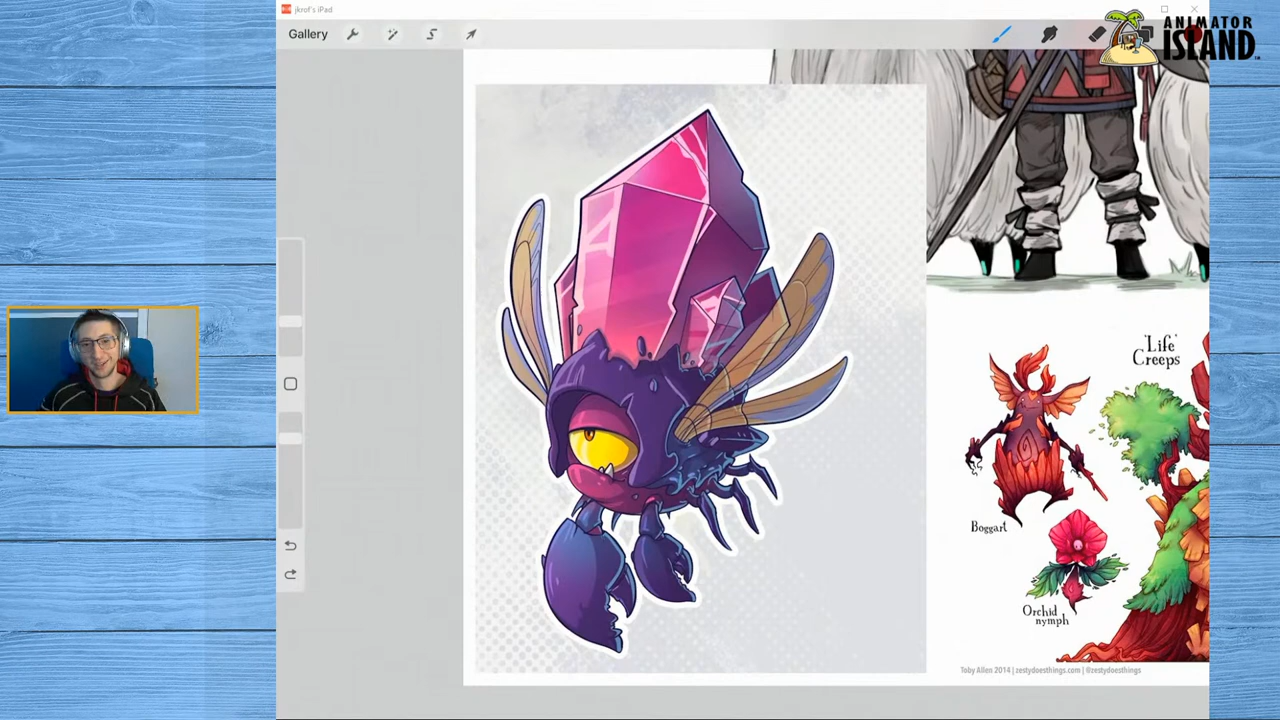 jkrof's iPad
Gallery
ANIMATOR
ISLAND
'Life'
Creeps
Boggart
Orchid
nymph
Toby Allen 2014 | zestydoesthings.com | @zestydoesthings